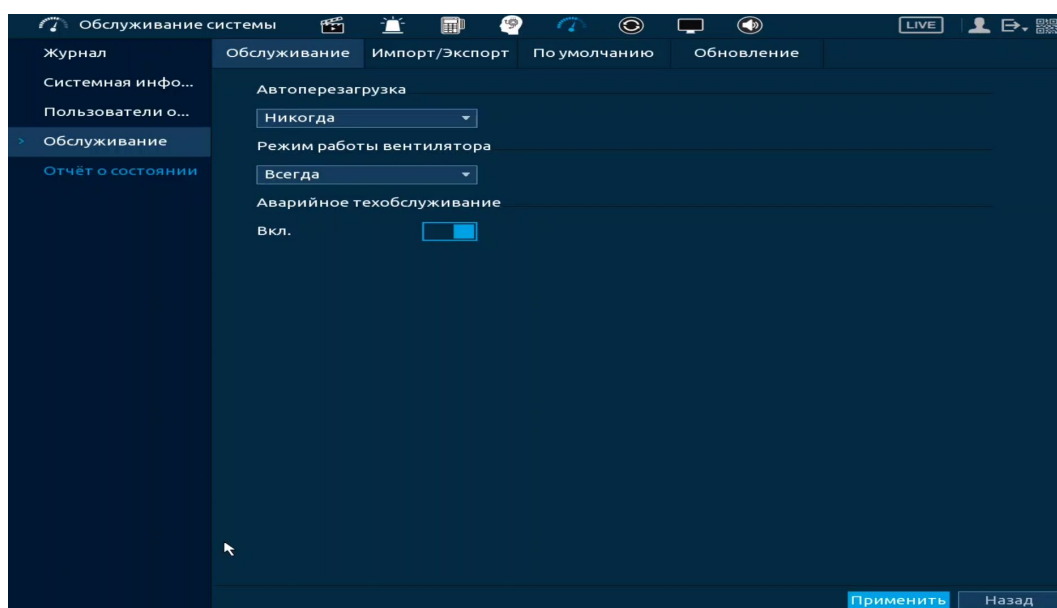 Обслуживание системы
LIVE
Журнал
Системная инфо...
Пользователи о...
Обслуживание
Отчёт о состоянии
Обслуживание Импорт/Экспорт По умолчанию Обновление
Автоперезагрузка
Никогда
Режим работы вентилятора
Всегда
Аварийное техобслуживание
Вкл.
Применить Назад